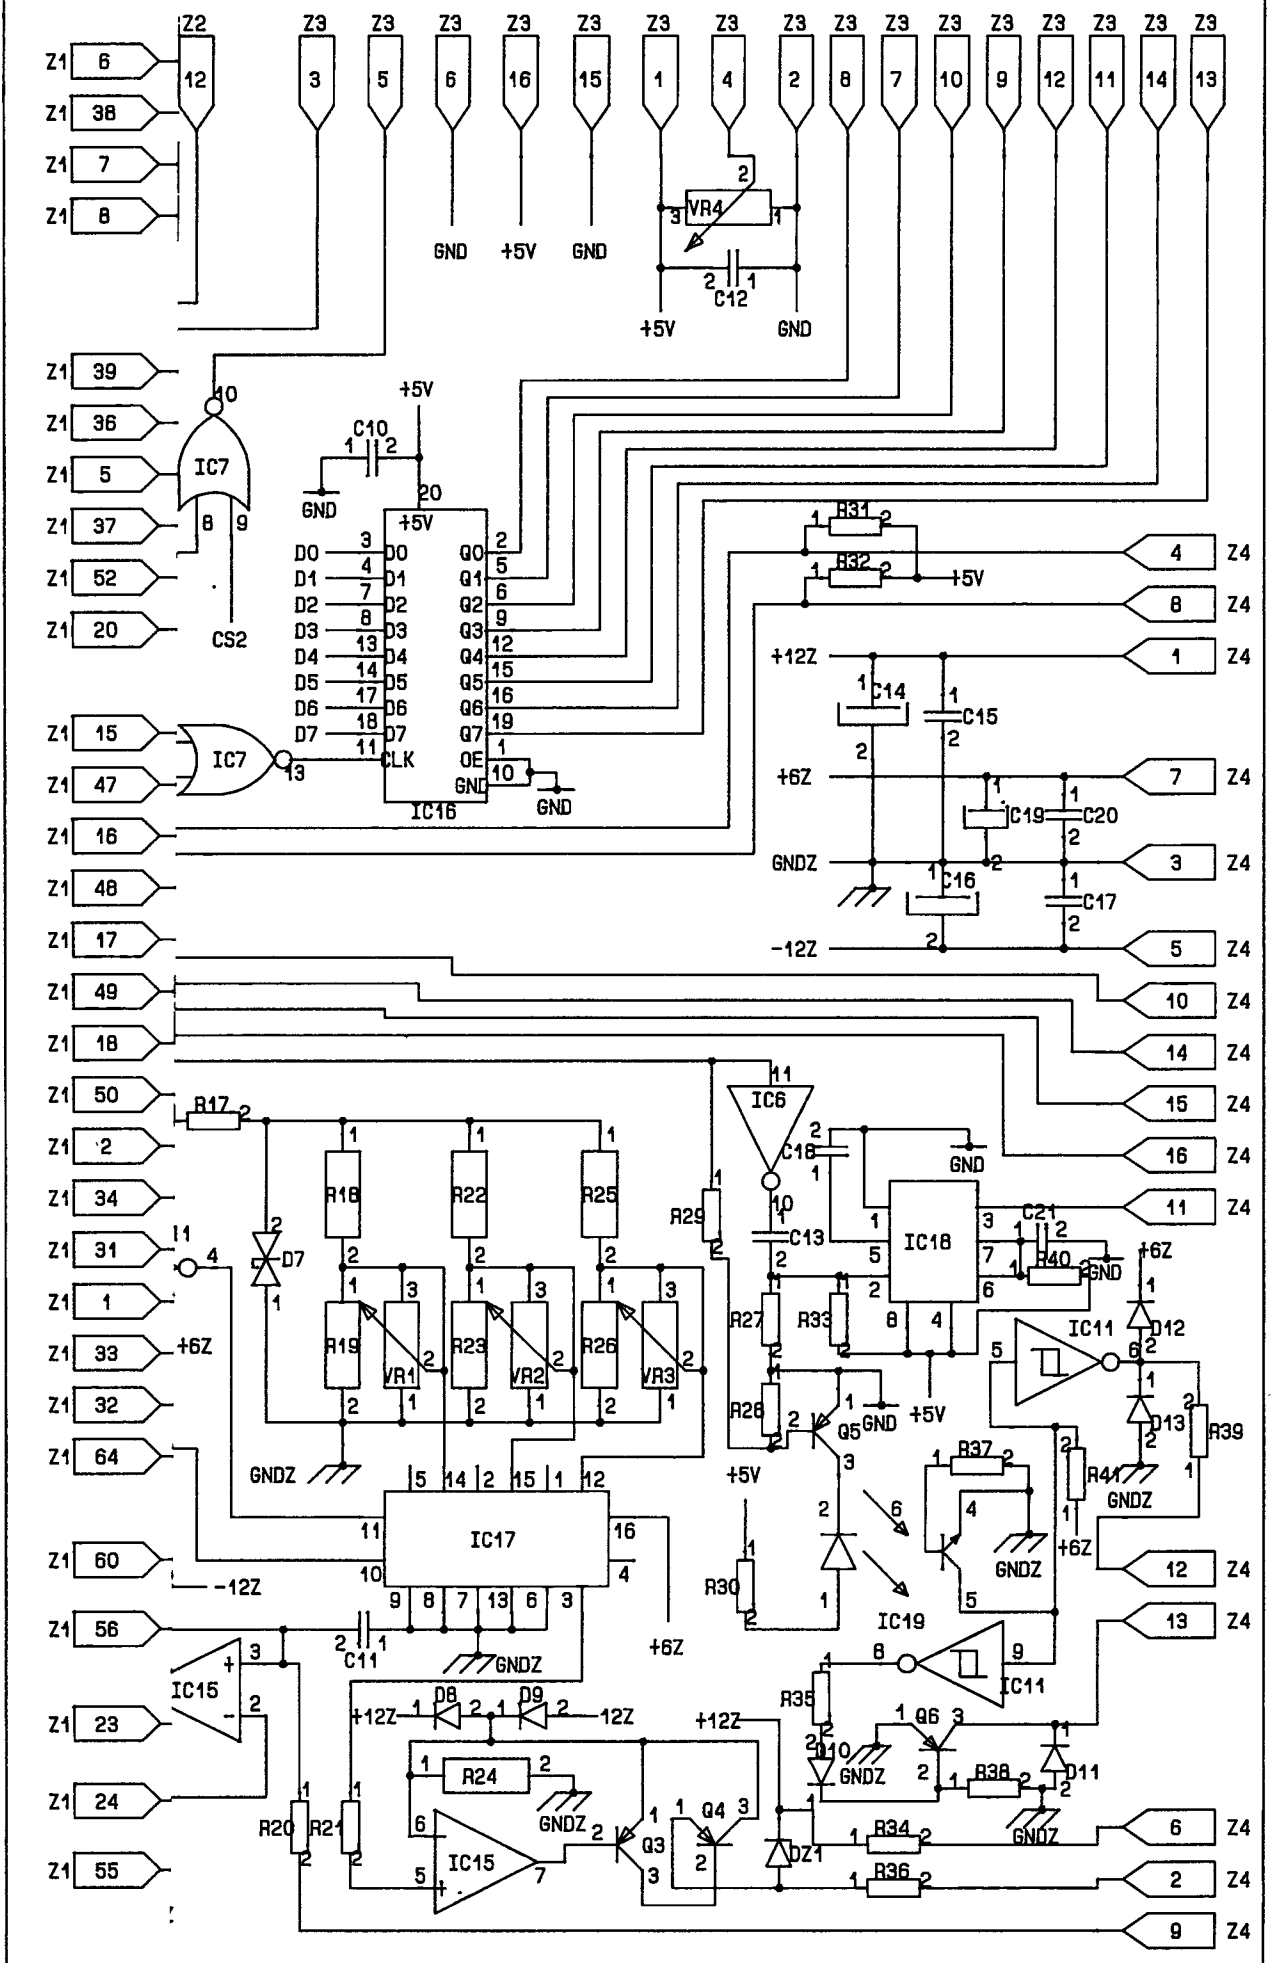 Z2 Z3 Z3 Z3 Z3 Z3 Z3 Z3 Z3 Z3 Z3 Z3 Z3 Z3 Z3 Z3 Z3
Z1 6 12 3 5 6 16 15 1 4 2 8 7 10 9 12 11 14 13
Z1 38
Z1 7
2
Z1 8 3 VR4 1
GND +5V GND
2 1
C12
+5V GND
Z1 39
10 +5V
Z1 36 C10
1 2
Z1 5 IC7
20
GND +5V
Z1 37 8 9 1 R31 2
D0 3 D0 Q0 2 4 Z4
D1 4 D1 Q1 5 1 R32 2 +5V
Z1 52
D2 7 D2 Q2 6 8 Z4
Z1 20 CS2 D3 8 D3 Q3 9
D4 13 D4 Q4 12 +12Z 1 Z4
D5 14 D5 Q5 15 1 C14 1
D6 17 D6 Q6 16 C15
Z1 15 IC7 D7 18 D7 Q7 19 2 2
13 11 CLK OE 1
Z1 47 GND 10 GND +6Z 7 Z4
IC16 1 C19 1 C20
Z1 16 2 2
GNDZ 3 Z4
Z1 48 1 C16 1 C17
2 2
Z1 17 -12Z 5 Z4
Z1 49 10 Z4
Z1 18 14 Z4
Z1 50 R17 2 11 IC6 15 Z4
Z1 2 1 1 1 2 C18 1 GND 16 Z4
Z1 34 R18 R22 R25 1 R29 2 10 1 3 11 Z4
Z1 31 4 2 D7 1 2 2 2 1 C13 2 5 IC18 7 1 C21 2 +6Z
Z1 1 1 3 1 3 1 3 1 1 2 6 1 R40 2 GND
Z1 33 +6Z R19 VR1 2 R23 VR2 2 R26 VR3 2 R27 R33 8 4 IC11 D12
2 2 5 6 2
Z1 32 2 1 2 1 2 1 1 R28 2 1 Q5 GND +5V 1 D13 2 R39
Z1 64 GNDZ 5 14 2 15 1 12 2 3 +5V 1 R37 2 2 R41 1 GNDZ 1
11 IC17 16 2 6 4 +6Z
Z1 60 10 4 1 R30 2 1 GNDZ 12 Z4
-12Z 9 8 7 13 6 3 5
Z1 56 2 C11 1 GNDZ +6Z IC19 13 Z4
3 8 9
IC15 2 +12Z 1 D8 2 1 D9 2 12Z 1 R35 2 IC11
Z1 23 +12Z 1 Q6 3 1
1 R24 2 D10 GNDZ 2 1 R38 2 D11 2
Z1 24 1 1 GNDZ 1 1 Q4 3 1 GNDZ
R20 R21 6 2 Q3 2 DZ1 1 R34 2 6 Z4
2 2 IC15 7 3
Z1 55 5 1 R36 2 2 Z4
9 Z4